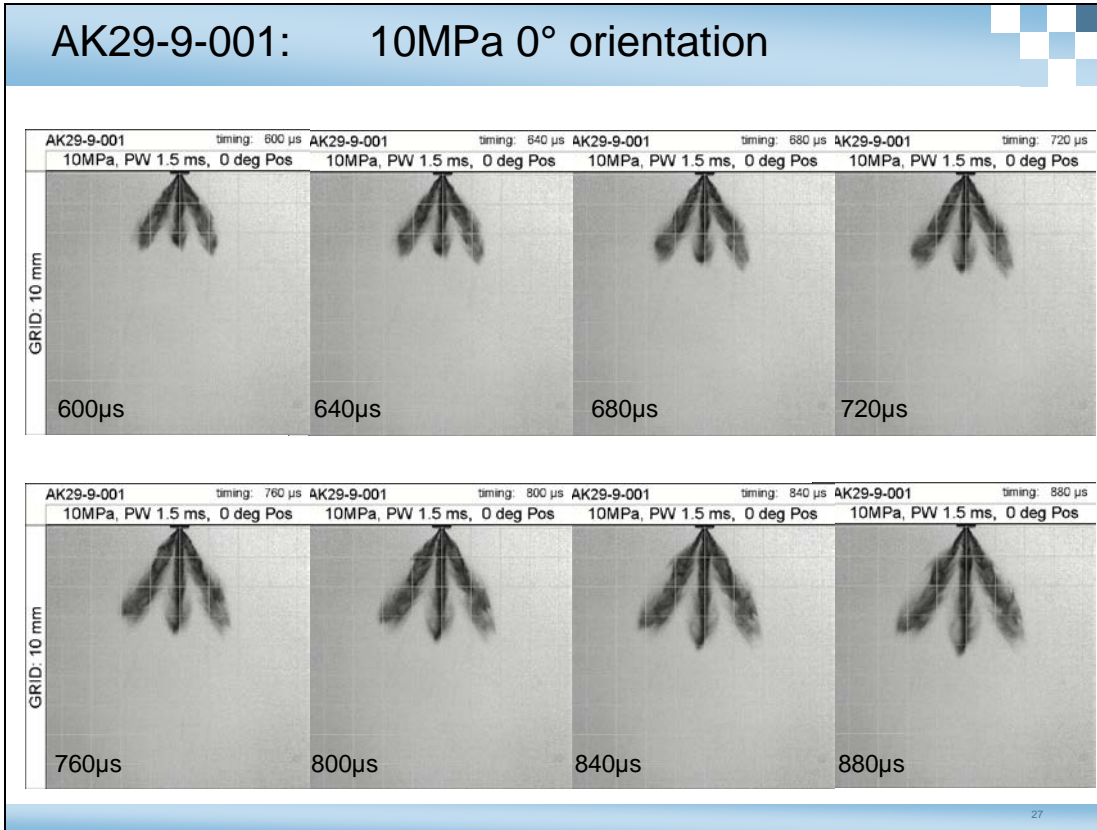 AK29-9-001: 10MPa 0° orientation
AK29-9-001 timing: 600 µs AK29-9-001 timing: 640 µs AK29-9-001 timing: 680 µs AK29-9-001 timing: 720 µs
10MPa, PW 1.5 ms, 0 deg Pos 10MPa, PW 1.5 ms, 0 deg Pos 10MPa, PW 1.5 ms, 0 deg Pos 10MPa, PW 1.5 ms, 0 deg Pos
GRID: 10 mm
600µs 640µs 680µs 720µs
AK29-9-001 timing: 760 µs AK29-9-001 timing: 800 µs AK29-9-001 timing: 840 µs AK29-9-001 timing: 880 µs
10MPa, PW 1.5 ms, 0 deg Pos 10MPa, PW 1.5 ms, 0 deg Pos 10MPa, PW 1.5 ms, 0 deg Pos 10MPa, PW 1.5 ms, 0 deg Pos
GRID: 10 mm
760µs 800µs 840µs 880µs
27